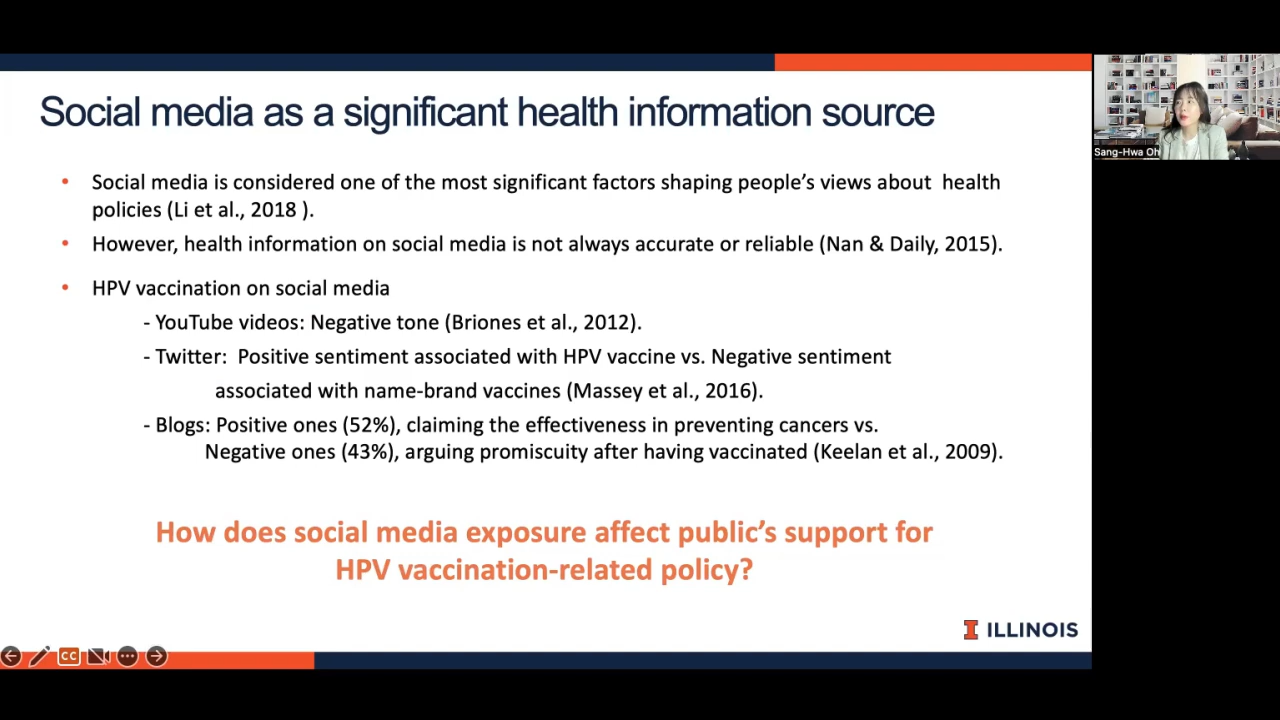 Social media as a significant health information source
• Social media is considered one of the most significant factors shaping people's views about  health
policies (Li et al., 2018 ).
• However, health information on social media is not always accurate or reliable (Nan & Daily, 2015).
• HPV vaccination on social media
- YouTube videos: Negative tone (Briones et al., 2012).
- Twitter:  Positive sentiment associated with HPV vaccine vs. Negative sentiment
associated with name-brand vaccines (Massey et al., 2016).
- Blogs: Positive ones (52%), claiming the effectiveness in preventing cancers vs.
Negative ones (43%), arguing promiscuity after having vaccinated (Keelan et al., 2009).
How does social media exposure affect public's support for
HPV vaccination-related policy?
I ILLINOIS
CC
Sang-Hwa Oh